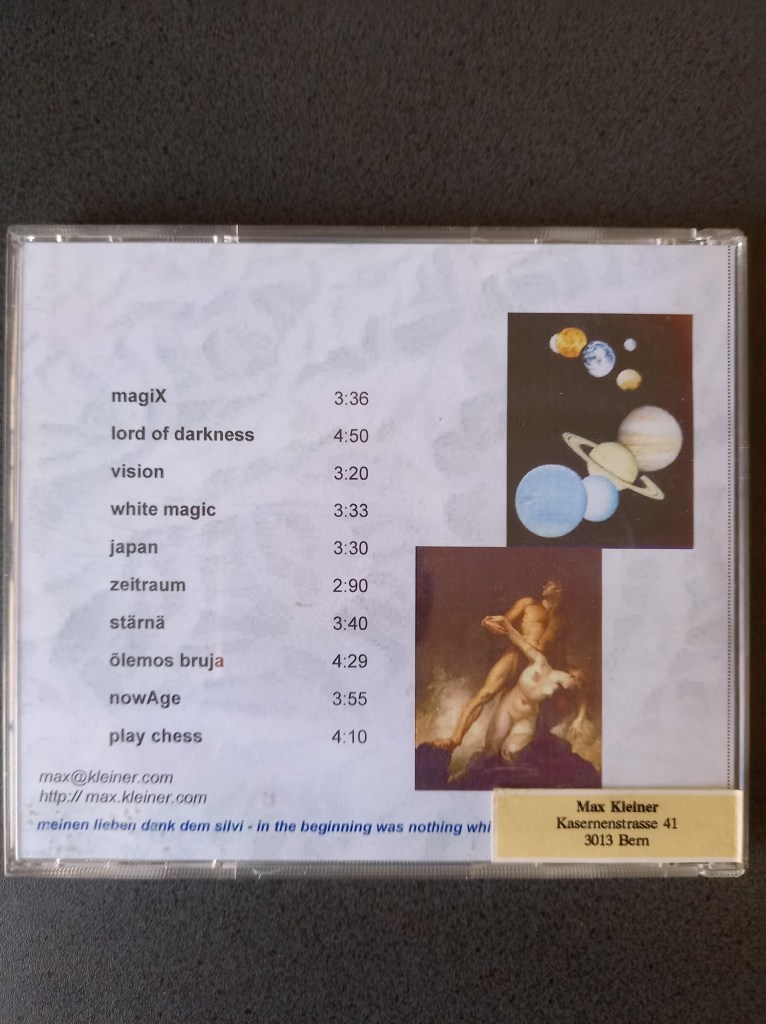 magiX 3:36
lord of darkness 4:50
vision 3:20
white magic 3:33
japan 3:30
zeitraum 2:90
stärnä 3:40
õlemos bruja 4:29
nowAge 3:55
play chess 4:10
max@kleiner.com
http:// max.kleiner.com
meinen lieben dank dem silvi - in the beginning was nothing whi
Max Kleiner
Kasernenstrasse 41
3013 Bern